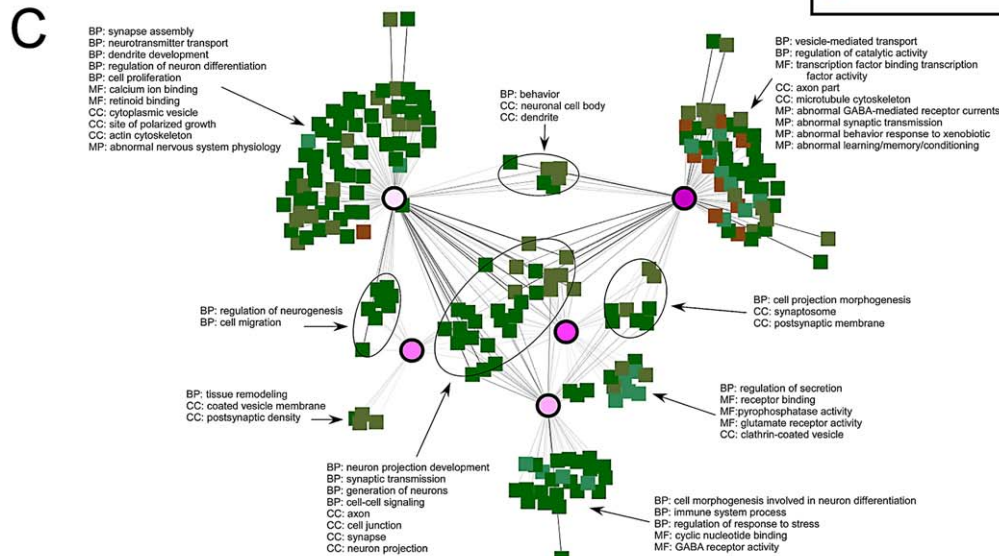 C
BP: synapse assembly
BP: neurotransmitter transport
BP: dendrite development
BP: regulation of neuron differentiation
BP: cell proliferation
MF: calcium ion binding
MF: retinoid binding
CC: cytoplasmic vesicle
CC: site of polarized growth
CC: actin cytoskeleton
MP: abnormal nervous system physiology
BP: behavior
CC: neuronal cell body
CC: dendrite
BP: vesicle-mediated transport
BP: regulation of catalytic activity
MF: transcription factor binding transcription
factor activity
CC: axon part
CC: microtubule cytoskeleton
MP: abnormal GABA-mediated receptor currents
MP: abnormal synaptic transmission
MP: abnormal behavior response to xenobiotic
MP: abnormal learning/memory/conditioning
BP: regulation of neurogenesis
BP: cell migration
BP: cell projection morphogenesis
CC: synaptosome
CC: postsynaptic membrane
BP: tissue remodeling
CC: coated vesicle membrane
CC: postsynaptic density
BP: regulation of secretion
MF: receptor binding
MF:pyrophosphatase activity
MF: glutamate receptor activity
CC: clathrin-coated vesicle
BP: neuron projection development
BP: synaptic transmission
BP: generation of neurons
BP: cell-cell signaling
CC: axon
CC: cell junction
CC: synapse
CC: neuron projection
BP: cell morphogenesis involved in neuron differentiation
BP: immune system process
BP: regulation of response to stress
MF: cyclic nucleotide binding
MF: GABA receptor activity